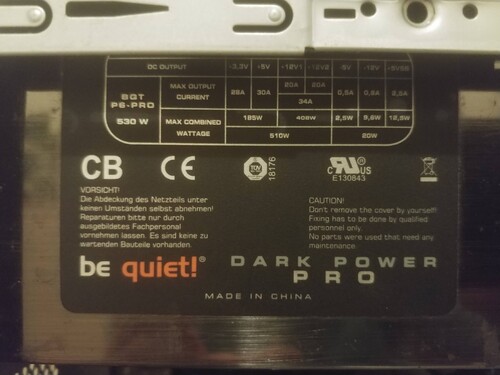 DC OUTPUT +3,3V +5V +12V1 +12V2 -5V -12V +5VSB
BQT P6-PRO MAX OUTPUT CURRENT 28A 30A 20A 20A 0,5A 0,8A 2,5A
34A
530 W MAX COMBINED WATTAGE 125W 408W 2,5W 9,6W 12,5W
510W 20W
CB CE TÜV 18176 c RU US
E130843
VORSICHT!
Die Abdeckung des Netzteils unter
keinen Umständen selbst abnehmen!
Reparaturen bitte nur durch
ausgebildetes Fachpersonal
vornehmen lassen. Es sind keine zu
wartenden Bauteile vorhanden.
CAUTION!
Don't remove the cover by yourself!
Fixing has to be done by qualified
personnel only.
No parts were used that need any
maintenance.
be quiet!® DARK POWER
PRO
MADE IN CHINA